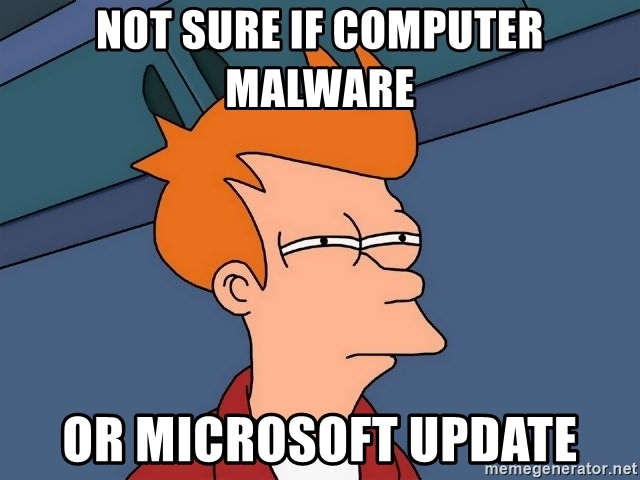 NOT SURE IF COMPUTER
MALWARE
OR MICROSOFT UPDATE
memegenerator.net